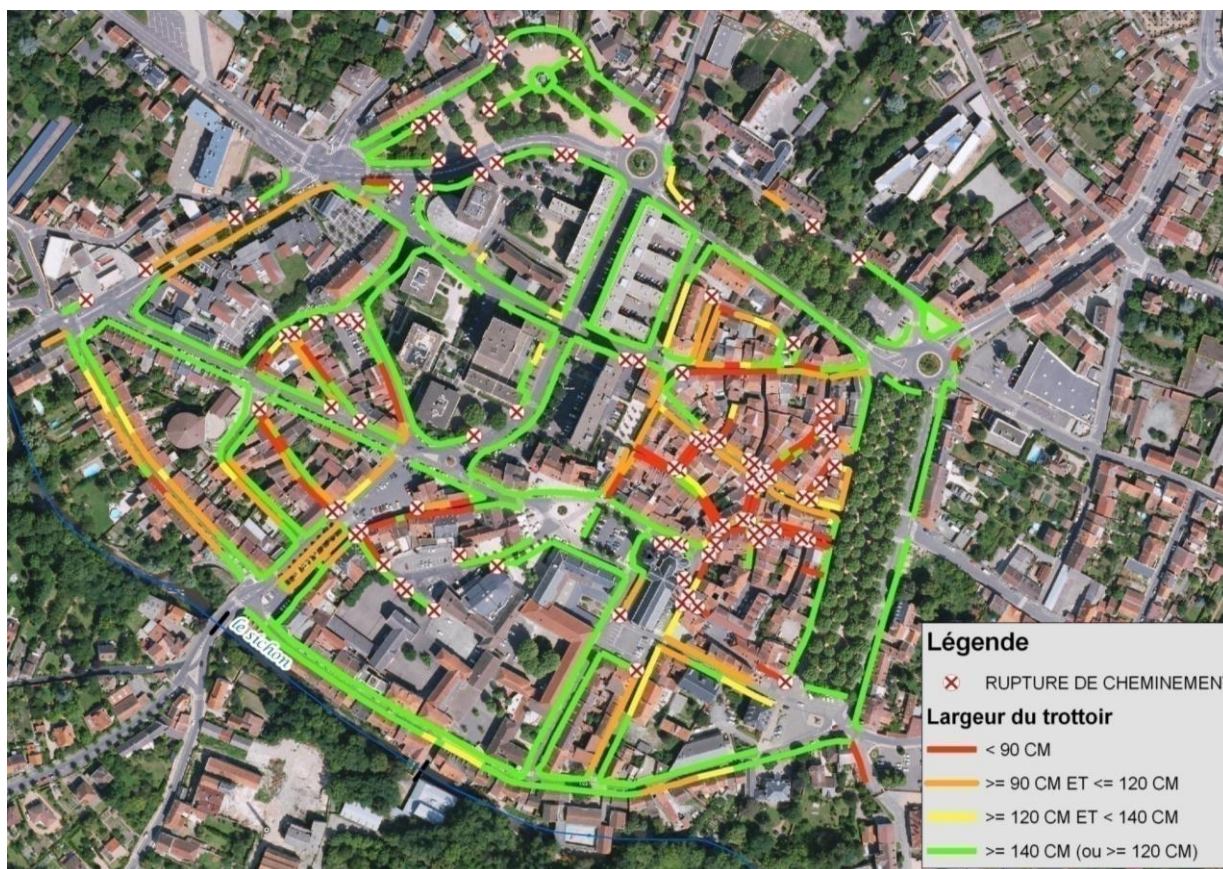 le sichon
Légende
RUPTURE DE CHEMINEMEN
Largeur du trottoir
< 90 CM
>= 90 CM ET <= 120 CM
>= 120 CM ET < 140 CM
>= 140 CM (ou >= 120 CM)